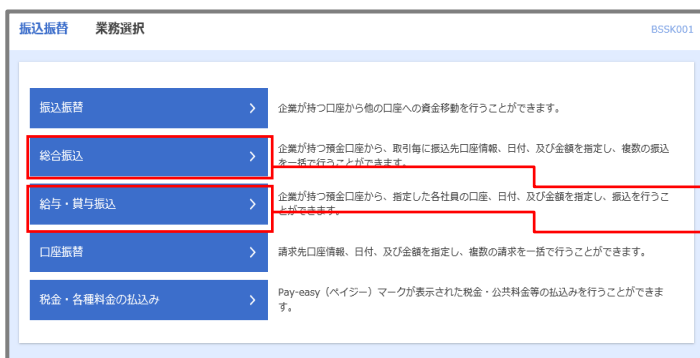 振込振替 業務選択 BSSK001
振込振替
企業が持つ口座から他の口座への資金移動を行うことができます。
総合振込
企業が持つ預金口座から、取引毎に振込先口座情報、日付、及び金額を指定し、複数の振込
を一括で行うことができます。
給与・賞与振込
企業が持つ預金口座から、指定した各社員の口座、日付、及び金額を指定し、振込を行うこ
とができます。
口座振替
請求先口座情報、日付、及び金額を指定し、複数の請求を一括で行うことができます。
税金・各種料金の払込み
Pay-easy（ペイジー）マークが表示された税金・公共料金等の払込みを行うことができま
す。